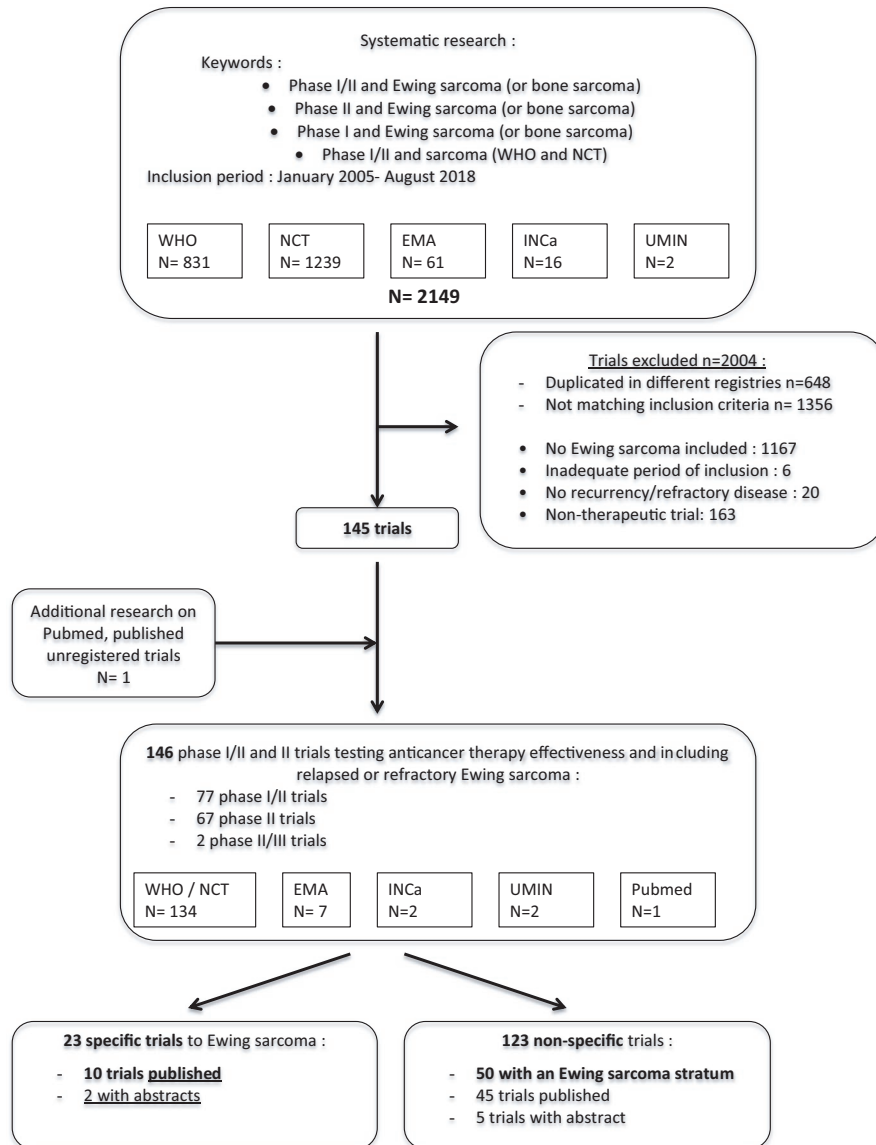 Systematic research :
Keywords :
• Phase I/II and Ewing sarcoma (or bone sarcoma)
• Phase II and Ewing sarcoma (or bone sarcoma)
• Phase I and Ewing sarcoma (or bone sarcoma)
• Phase I/II and sarcoma (WHO and NCT)
Inclusion period : January 2005- August 2018
WHO
N= 831
NCT
N= 1239
EMA
N= 61
INCa
N=16
UMIN
N=2
N= 2149
Trials excluded n=2004 :
- Duplicated in different registries n=648
- Not matching inclusion criteria n= 1356
• No Ewing sarcoma included : 1167
• Inadequate period of inclusion : 6
• No recurrency/refractory disease : 20
• Non-therapeutic trial: 163
145 trials
Additional research on
Pubmed, published
unregistered trials
N= 1
146 phase I/II and II trials testing anticancer therapy effectiveness and including
relapsed or refractory Ewing sarcoma :
- 77 phase I/II trials
- 67 phase II trials
- 2 phase II/III trials
WHO / NCT
N= 134
EMA
N= 7
INCa
N=2
UMIN
N=2
Pubmed
N=1
23 specific trials to Ewing sarcoma :
- 10 trials published
- 2 with abstracts
123 non-specific trials :
- 50 with an Ewing sarcoma stratum
- 45 trials published
- 5 trials with abstract